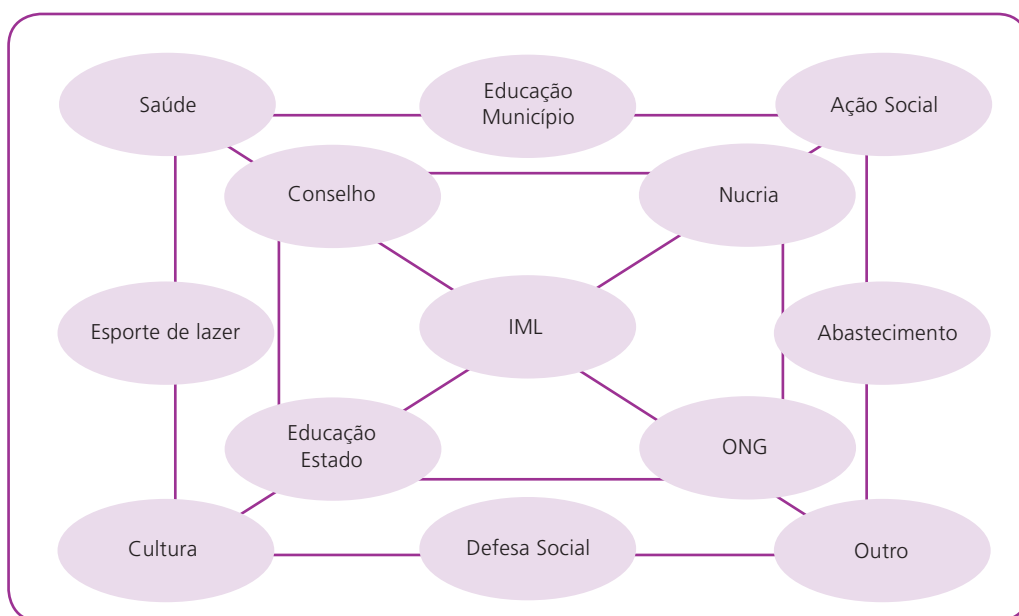 Saúde
Educação
Município
Ação Social
Conselho
Nucria
Esporte de lazer
IML
Abastecimento
Educação
Estado
ONG
Cultura
Defesa Social
Outro